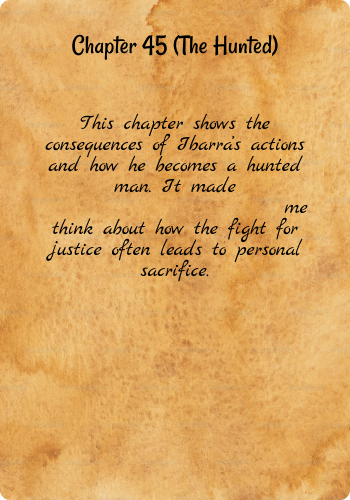 Chapter 45 (The Hunted)
This chapter shows the
consequences of Ibarra's actions
and how he becomes a hunted
man. It made
me
think about how the fight for
justice often leads to personal
sacrifice.